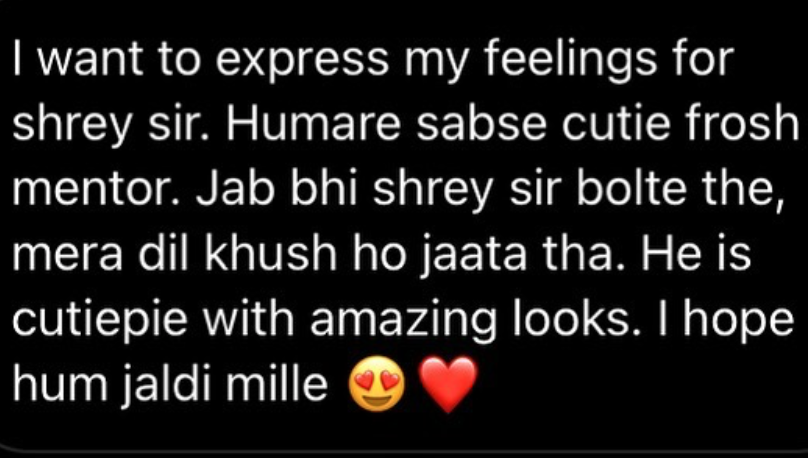 I want to express my feelings for
shrey sir. Humare sabse cutie frosh
mentor. Jab bhi shrey sir bolte the,
mera dil khush ho jaata tha. He is
cutiepie with amazing looks. I hope
hum jaldi mille 😍❤️